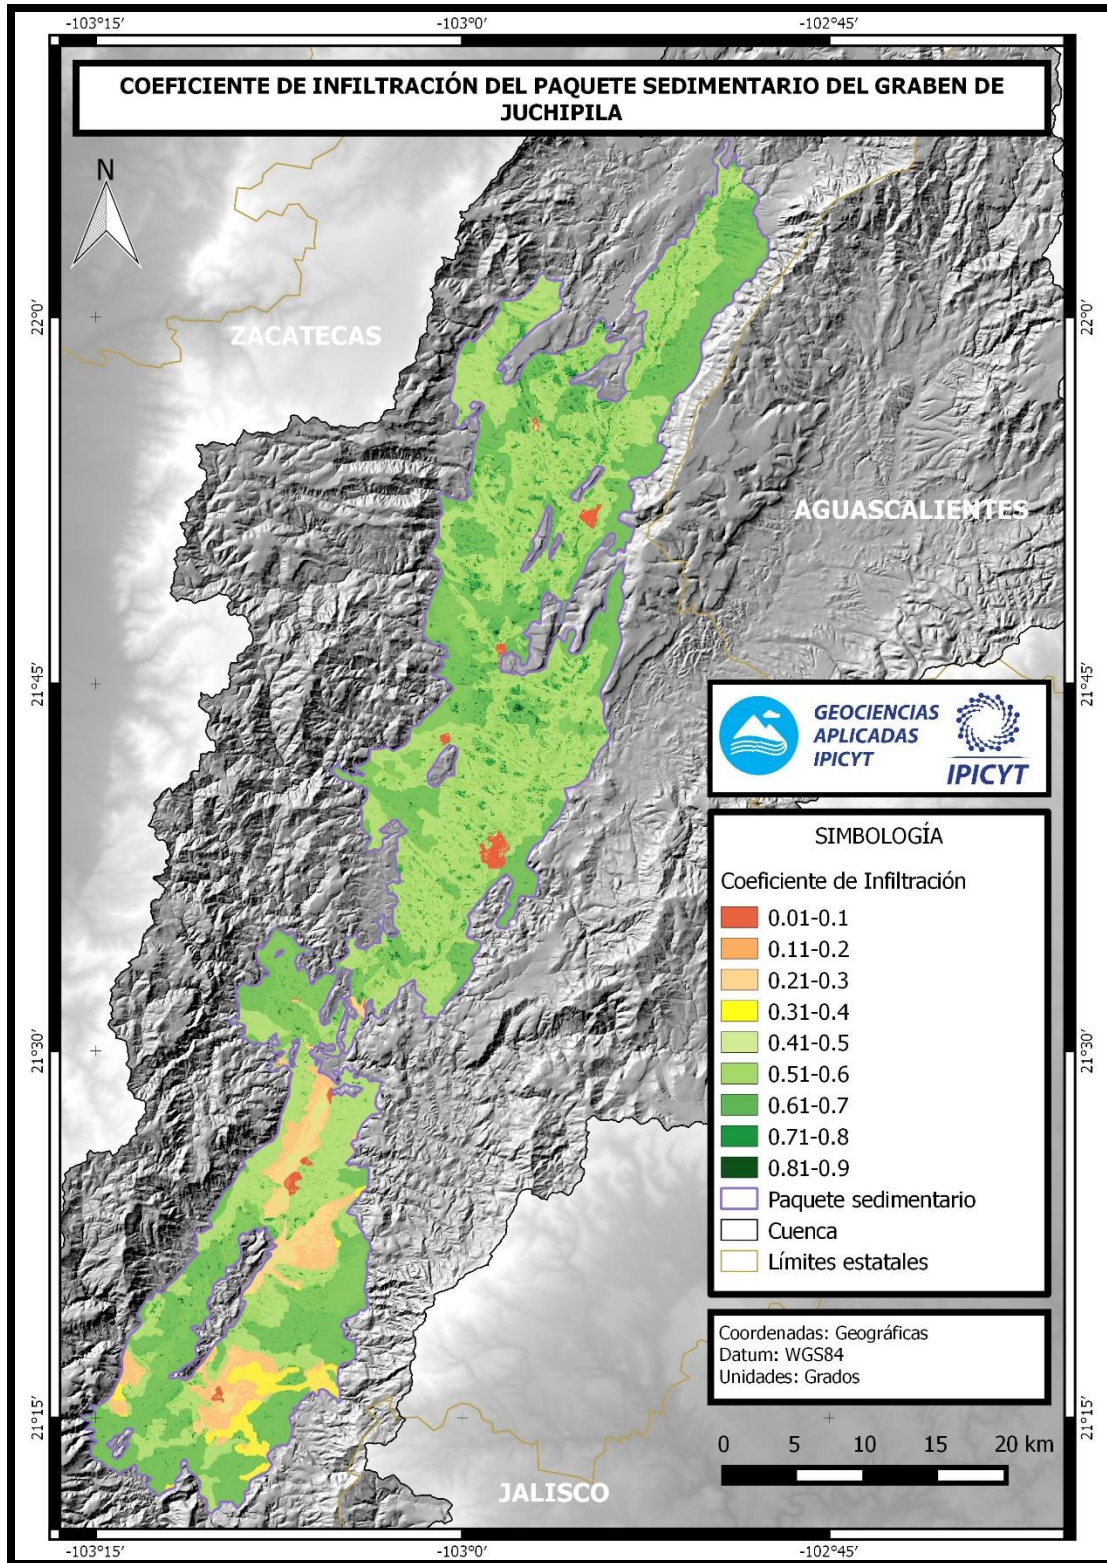 -103°15'
-103°0'
-102°45'
COEFICIENTE DE INFILTRACIÓN DEL PAQUETE SEDIMENTARIO DEL GRABEN DE
JUCHIPILA
N
22°0'
22°0'
ZACATECAS
AGUASCALIENTES
21°45'
21°45'
GEOCIENCIAS
APLICADAS
IPICYT
IPICYT
SIMBOLOGÍA
Coeficiente de Infiltración
0.01-0.1
0.11-0.2
0.21-0.3
0.31-0.4
0.41-0.5
0.51-0.6
0.61-0.7
0.71-0.8
0.81-0.9
Paquete sedimentario
Cuenca
Límites estatales
21°30'
21°30'
Coordenadas: Geográficas
Datum: WGS84
Unidades: Grados
21°15'
21°15'
0 5 10 15 20 km
JALISCO
-103°15'
-103°0'
-102°45'